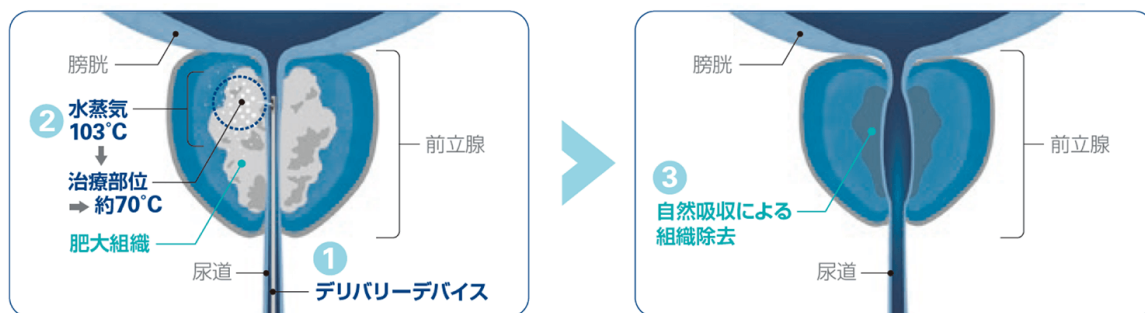 膀胱
② 水蒸気
103℃
治療部位
約70℃
肥大組織
尿道
① デリバリーデバイス
前立腺
膀胱
前立腺
③ 自然吸収による
組織除去
尿道